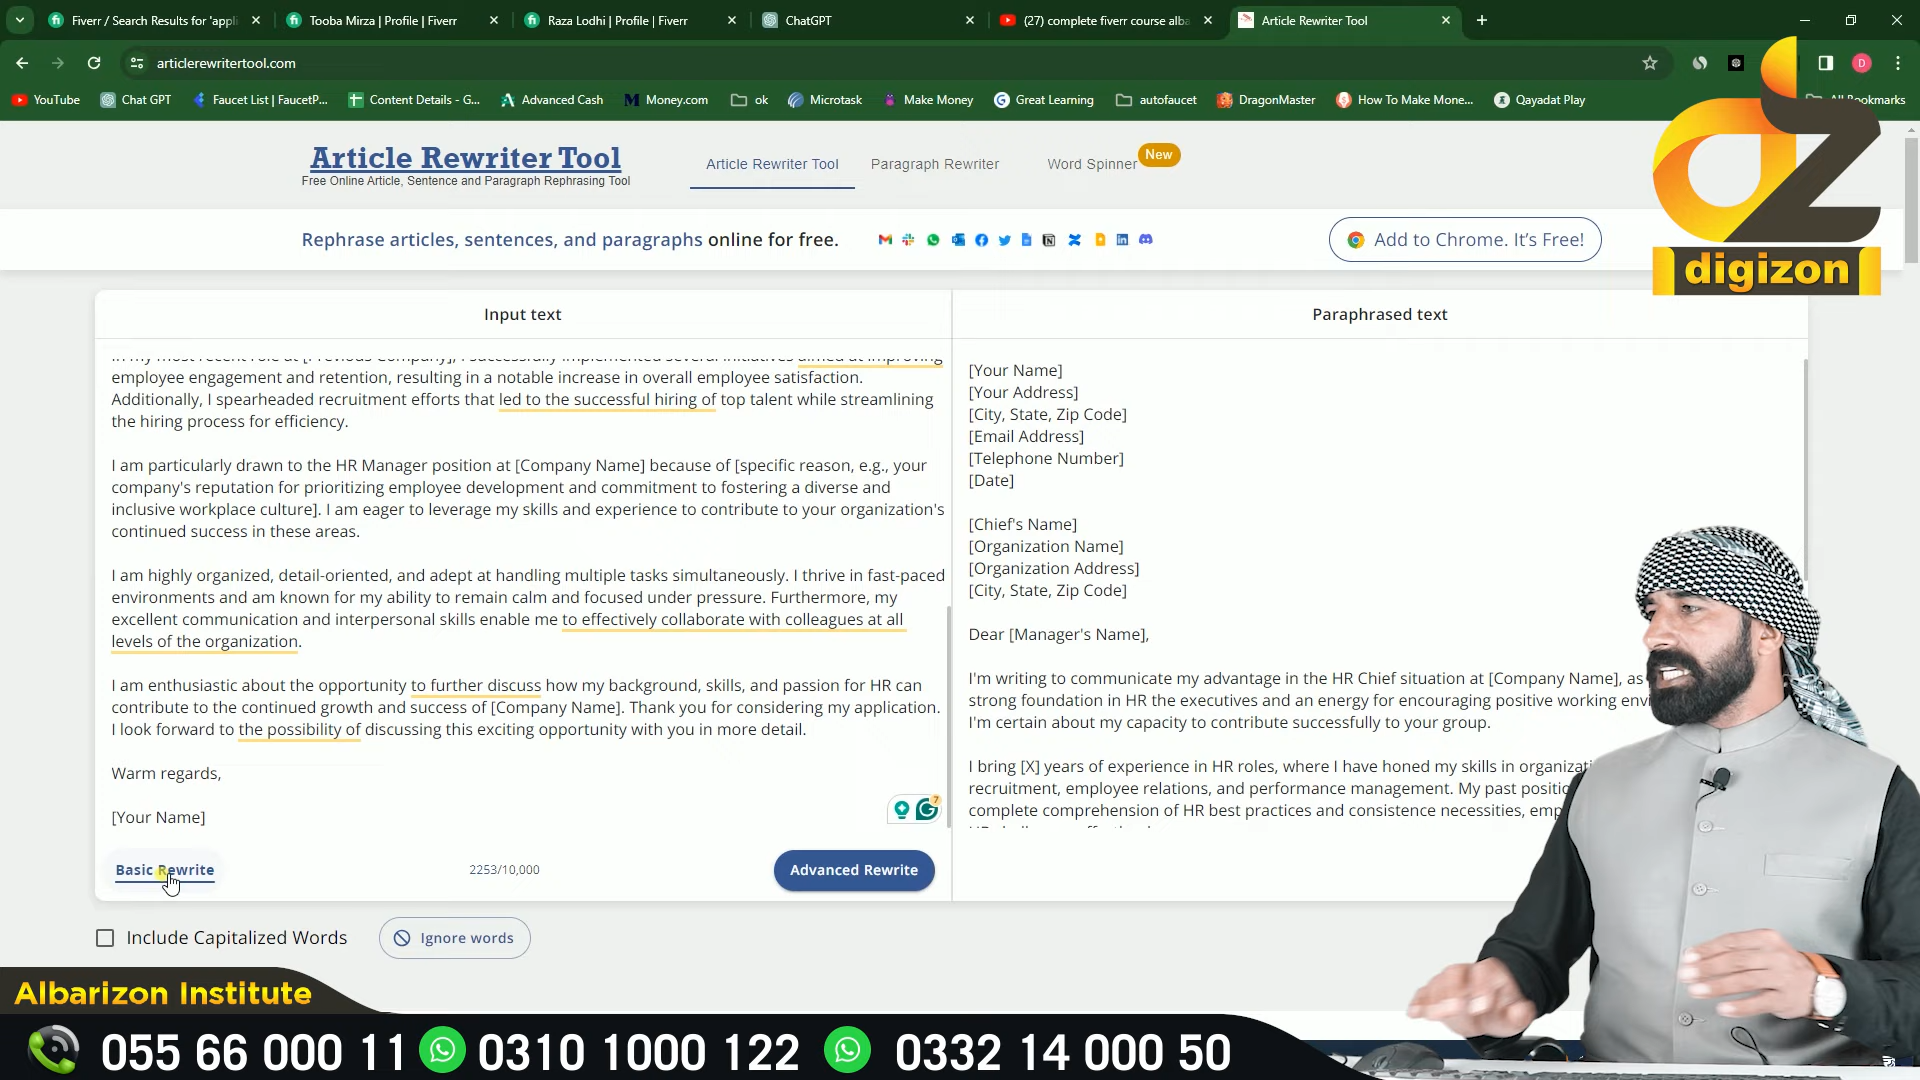 Fiverr / Search Results for 'appli
Tooba Mirza | Profile | Fiverr
Raza Lodhi | Profile | Fiverr
ChatGPT
(27) complete fiverr course alba
Article Rewriter Tool
articlerewritertool.com
D
YouTube
Chat GPT
Faucet List | FaucetP...
Content Details - G...
Advanced Cash
Money.com
ok
Microtask
Make Money
Great Learning
autofaucet
DragonMaster
How To Make Mone...
Qayadat Play
All Bookmarks
Article Rewriter Tool
Free Online Article, Sentence and Paragraph Rephrasing Tool
Article Rewriter Tool
Paragraph Rewriter
Word Spinner
New
digizon
Rephrase articles, sentences, and paragraphs online for free.
Add to Chrome. It's Free!
Input text
Paraphrased text
In my most recent role at [Previous Company], I successfully implemented several initiatives aimed at improving
employee engagement and retention, resulting in a notable increase in overall employee satisfaction.
Additionally, I spearheaded recruitment efforts that led to the successful hiring of top talent while streamlining
the hiring process for efficiency.
I am particularly drawn to the HR Manager position at [Company Name] because of [specific reason, e.g., your
company's reputation for prioritizing employee development and commitment to fostering a diverse and
inclusive workplace culture]. I am eager to leverage my skills and experience to contribute to your organization's
continued success in these areas.
I am highly organized, detail-oriented, and adept at handling multiple tasks simultaneously. I thrive in fast-paced
environments and am known for my ability to remain calm and focused under pressure. Furthermore, my
excellent communication and interpersonal skills enable me to effectively collaborate with colleagues at all
levels of the organization.
I am enthusiastic about the opportunity to further discuss how my background, skills, and passion for HR can
contribute to the continued growth and success of [Company Name]. Thank you for considering my application.
I look forward to the possibility of discussing this exciting opportunity with you in more detail.
Warm regards,
[Your Name]
7
Basic Rewrite
2253/10,000
Advanced Rewrite
[Your Name]
[Your Address]
[City, State, Zip Code]
[Email Address]
[Telephone Number]
[Date]
[Chief's Name]
[Organization Name]
[Organization Address]
[City, State, Zip Code]
Dear [Manager's Name],
I'm writing to communicate my advantage in the HR Chief situation at [Company Name], as
strong foundation in HR the executives and an energy for encouraging positive working envi
I'm certain about my capacity to contribute successfully to your group.
I bring [X] years of experience in HR roles, where I have honed my skills in organizati
recruitment, employee relations, and performance management. My past positio
complete comprehension of HR best practices and consistence necessities, emp
Include Capitalized Words
Ignore words
Albarizon Institute
055 66 000 11
0310 1000 122
0332 14 000 50